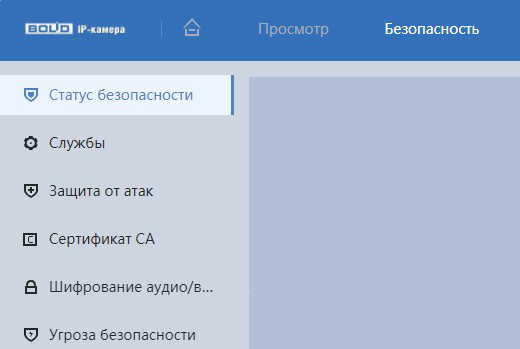 BOLID IP-камера
Просмотр
Безопасность
Статус безопасности
Службы
Защита от атак
Сертификат CA
Шифрование аудио/в...
Угроза безопасности